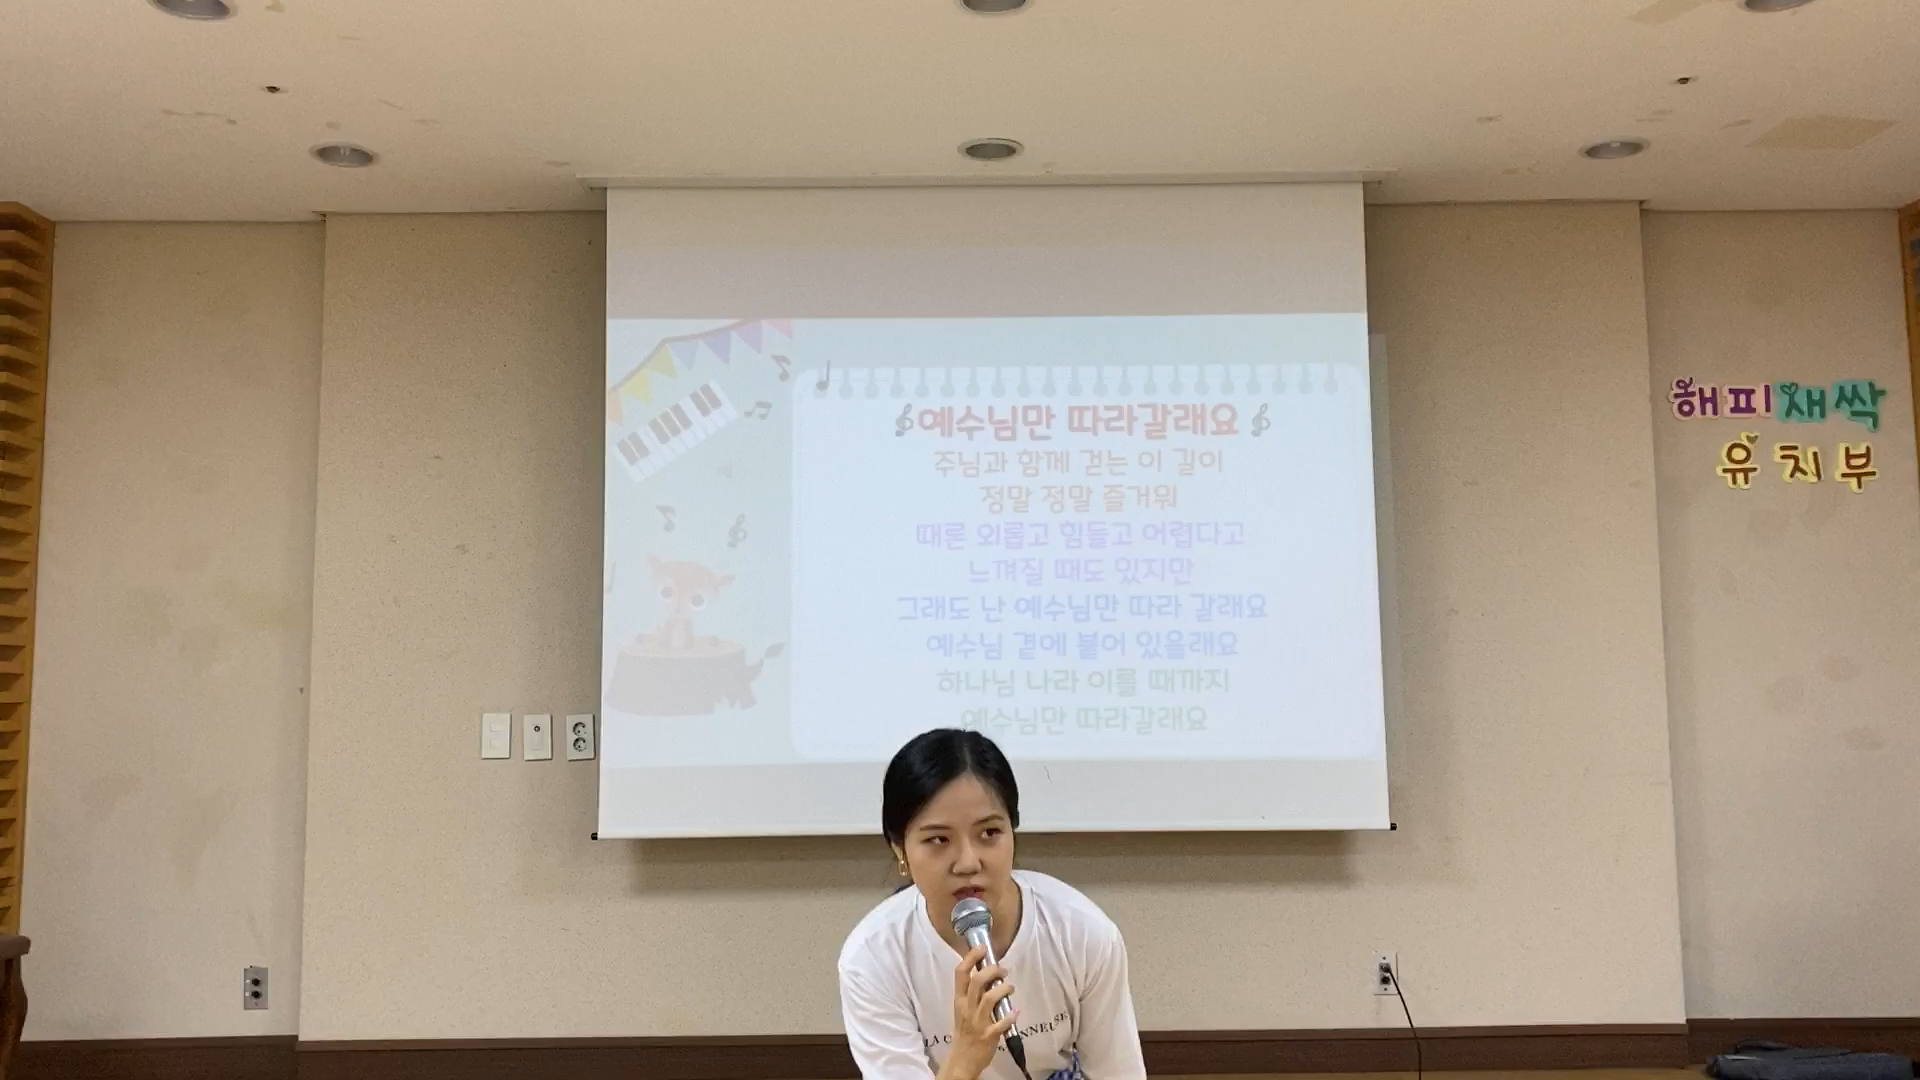 예수님만 따라갈래요
주님과 함께 걷는 이 길이
정말 정말 즐거워
때론 외롭고 힘들고 어렵다고
느껴질 때도 있지만
그래도 난 예수님만 따라 갈래요
예수님 곁에 붙어 있을래요
하나님 나라 이를 때까지
예수님만 따라갈래요
해피새싹
유치부
LA